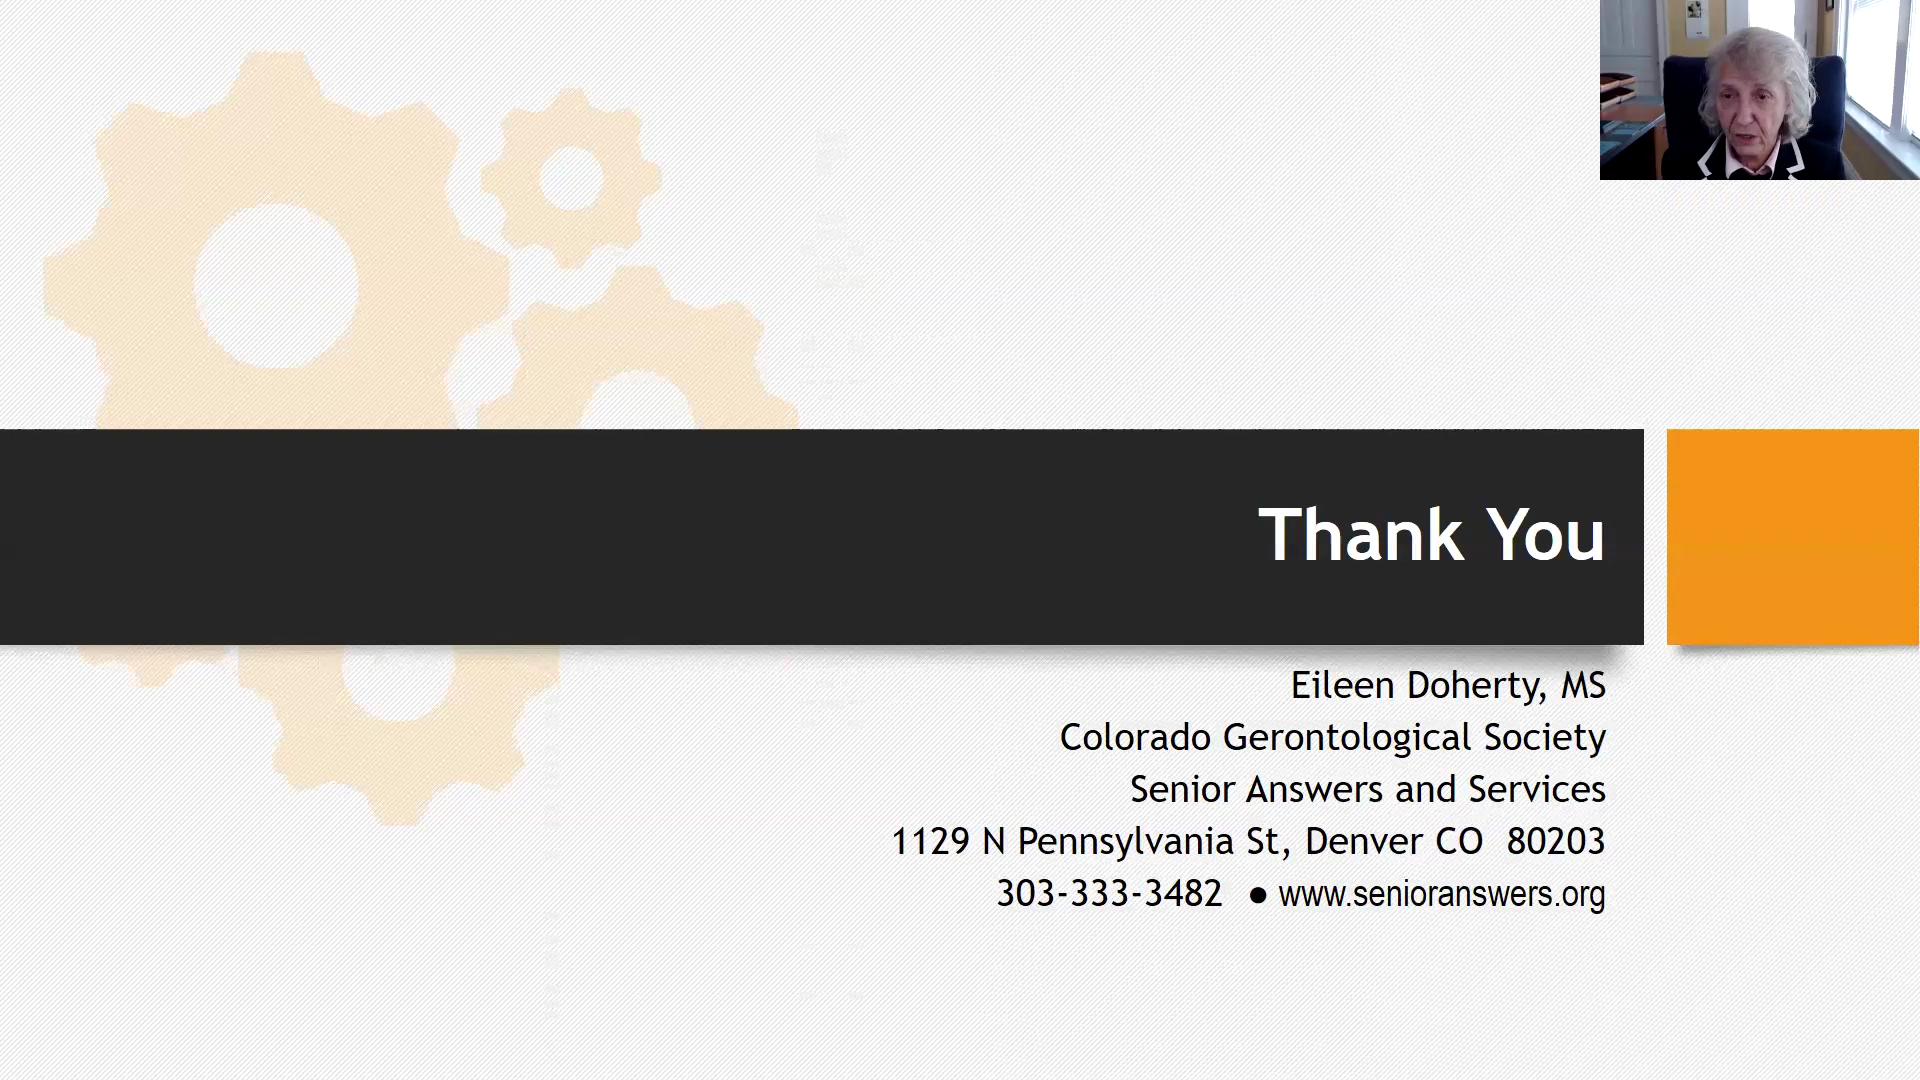 Thank You
Eileen Doherty, MS
Colorado Gerontological Society
Senior Answers and Services
1129 N Pennsylvania St, Denver CO  80203
303-333-3482 ● www.senioranswers.org